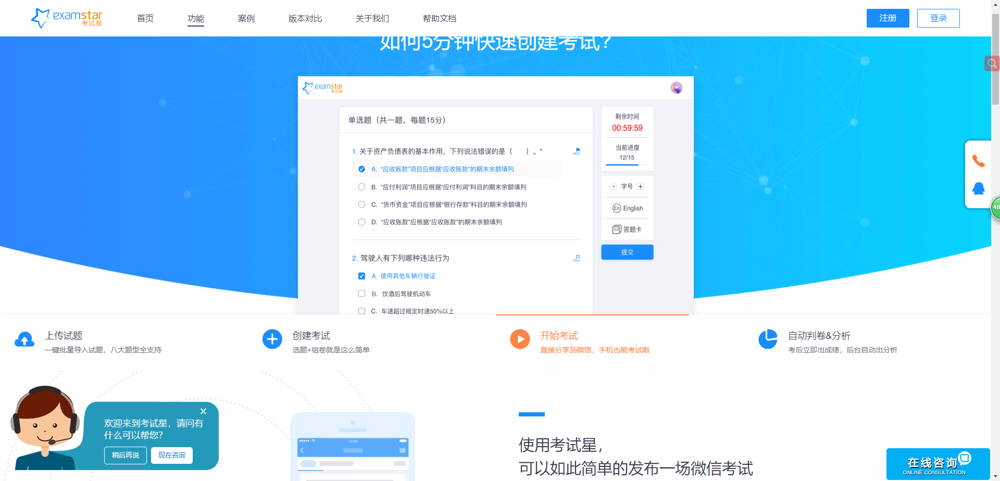 examstar
考试星
首页
功能
案例
版本对比
关于我们
帮助文档
注册
登录
如何5分钟快速创建考试?
examstar
考试星
单选题（共一题，每题15分）
1. 关于资产负债表的基本作用，下列说法错误的是（ ）。*
A. “应收账款”项目应根据“应收账款”的期末余额填列
B. “应付利润”项目应根据“应付利润”科目的期末余额填列
C. “货币资金”项目应根据“银行存款”科目的期末余额填列
D. “应收账款”应根据“应收账款”的期末余额填列
2. 驾驶人有下列哪种违法行为
A. 使用其他车辆行驶证
B. 饮酒后驾驶机动车
C. 车速超过规定时速50%以上
剩余时间
00:59:59
当前进度
12/15
- 字号 +
En English
答题卡
提交
48
上传试题
一键批量导入试题，八大题型全支持
创建考试
选题+组卷就是这么简单
开始考试
直接分享到微信，手机也能考试啦
自动判卷&分析
考后立即出成绩，后台自动出分析
欢迎来到考试星，请问有
什么可以帮您?
稍后再说
现在咨询
12:00
使用考试星，
可以如此简单的发布一场微信考试
在线咨询
ONLINE CONSULTATION